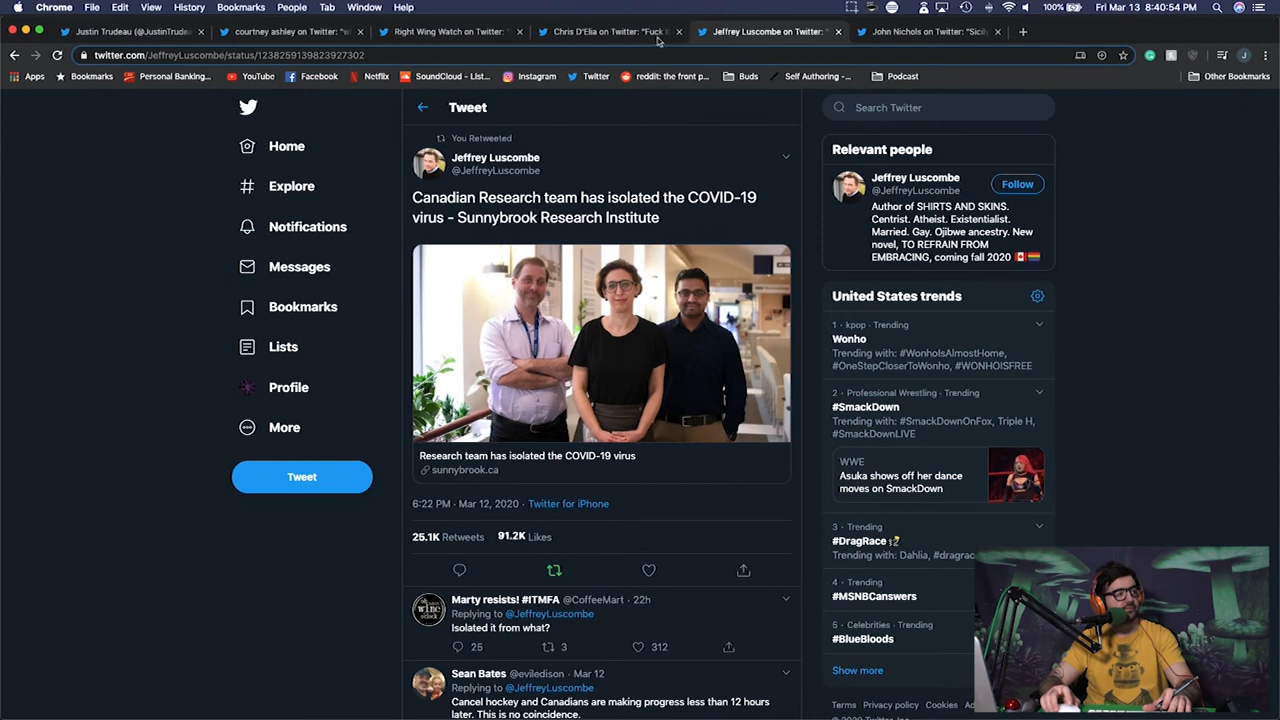 Chrome File Edit View History Bookmarks People Tab Window Help 100% Fri Mar 13 8:40:54 PM
Justin Trudeau (@JustinTrude courtney ashley on Twitter: "w Right Wing Watch on Twitter: " Chris D'Elia on Twitter: "Fuck t Jeffrey Luscombe on Twitter: " John Nichols on Twitter: "Sicily
twitter.com/JeffreyLuscombe/status/1238259139823927302
Apps Bookmarks Personal Banking... YouTube Facebook Netflix SoundCloud - List... Instagram Twitter reddit: the front p... Buds Self Authoring -... Podcast Other Bookmarks
Home
Explore
Notifications
Messages
Bookmarks
Lists
Profile
More
Tweet
Tweet
You Retweeted
Jeffrey Luscombe
@JeffreyLuscombe
Canadian Research team has isolated the COVID-19
virus - Sunnybrook Research Institute
Research team has isolated the COVID-19 virus
sunnybrook.ca
6:22 PM · Mar 12, 2020 · Twitter for iPhone
25.1K Retweets 91.2K Likes
Marty resists! #ITMFA @CoffeeMart · 22h
Replying to @JeffreyLuscombe
Isolated it from what?
25 3 312
Sean Bates @eviledison · Mar 12
Replying to @JeffreyLuscombe
Cancel hockey and Canadians are making progress less than 12 hours
later. This is no coincidence.
Search Twitter
Relevant people
Jeffrey Luscombe
@JeffreyLuscombe
Follow
Author of SHIRTS AND SKINS.
Centrist. Atheist. Existentialist.
Married. Gay. Ojibwe ancestry. New
novel, TO REFRAIN FROM
EMBRACING, coming fall 2020
United States trends
1 · kpop · Trending
Wonho
Trending with: #WonhoIsAlmostHome,
#OneStepCloserToWonho, #WONHOISFREE
2 · Professional Wrestling · Trending
#SmackDown
Trending with: #SmackDownOnFox, Triple H,
#SmackDownLIVE
WWE
Asuka shows off her dance
moves on SmackDown
3 · Trending
#DragRace
Trending with: Dahlia, #dragrac
4 · Trending
#MSNBCanswers
5 · Celebrities · Trending
#BlueBloods
Show more
Terms Privacy policy Cookies